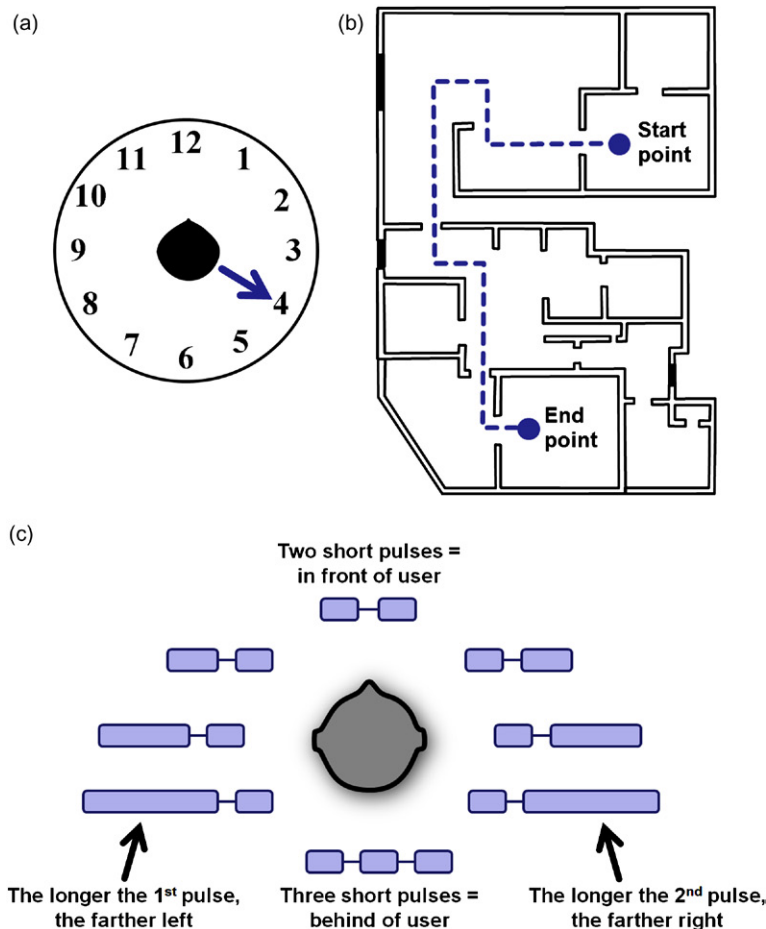 (a)
12
11
1
10
2
9
3
8
4
7
5
6
(b)
Start
point
End
point
(c)
Two short pulses =
in front of user
The longer the 1st pulse,
the farther left
Three short pulses =
behind of user
The longer the 2nd pulse,
the farther right